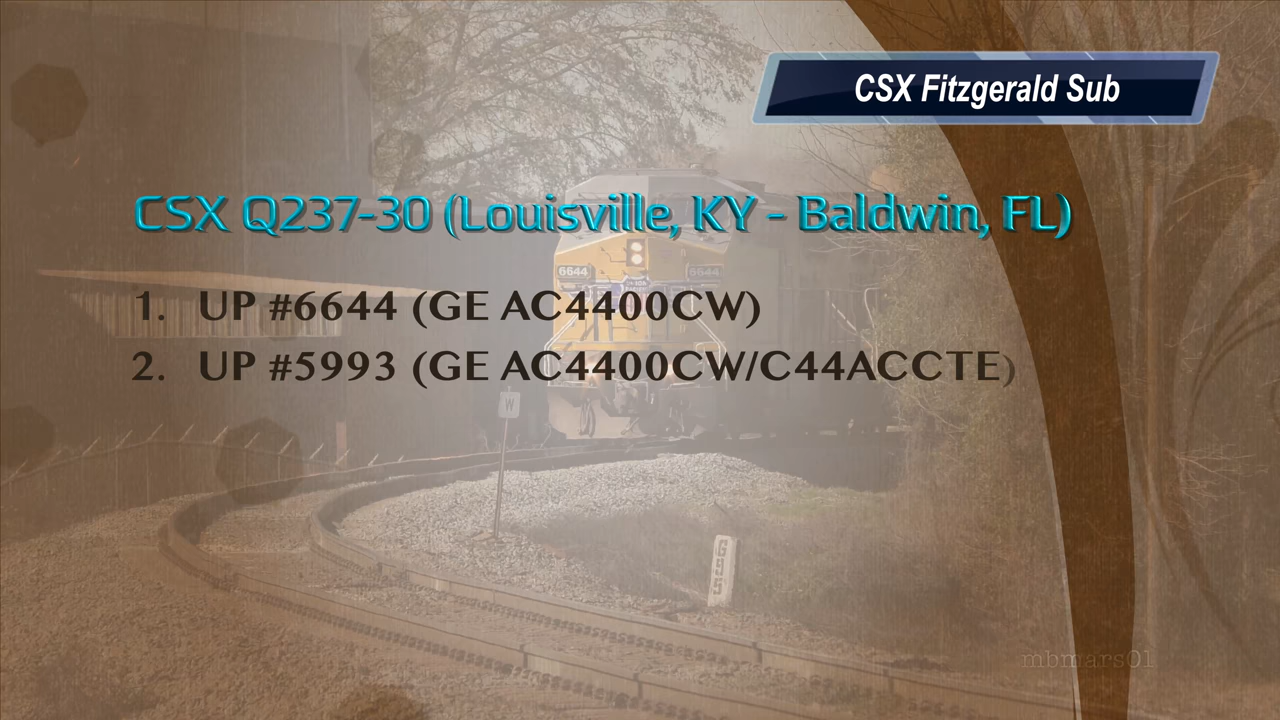 CSX Fitzgerald Sub
CSX Q237-30 (Louisville, KY - Baldwin, FL)
6644 6644
1. UP #6644 (GE AC4400CW)
2. UP #5993 (GE AC4400CW/C44ACCTE)
W
mbmars01